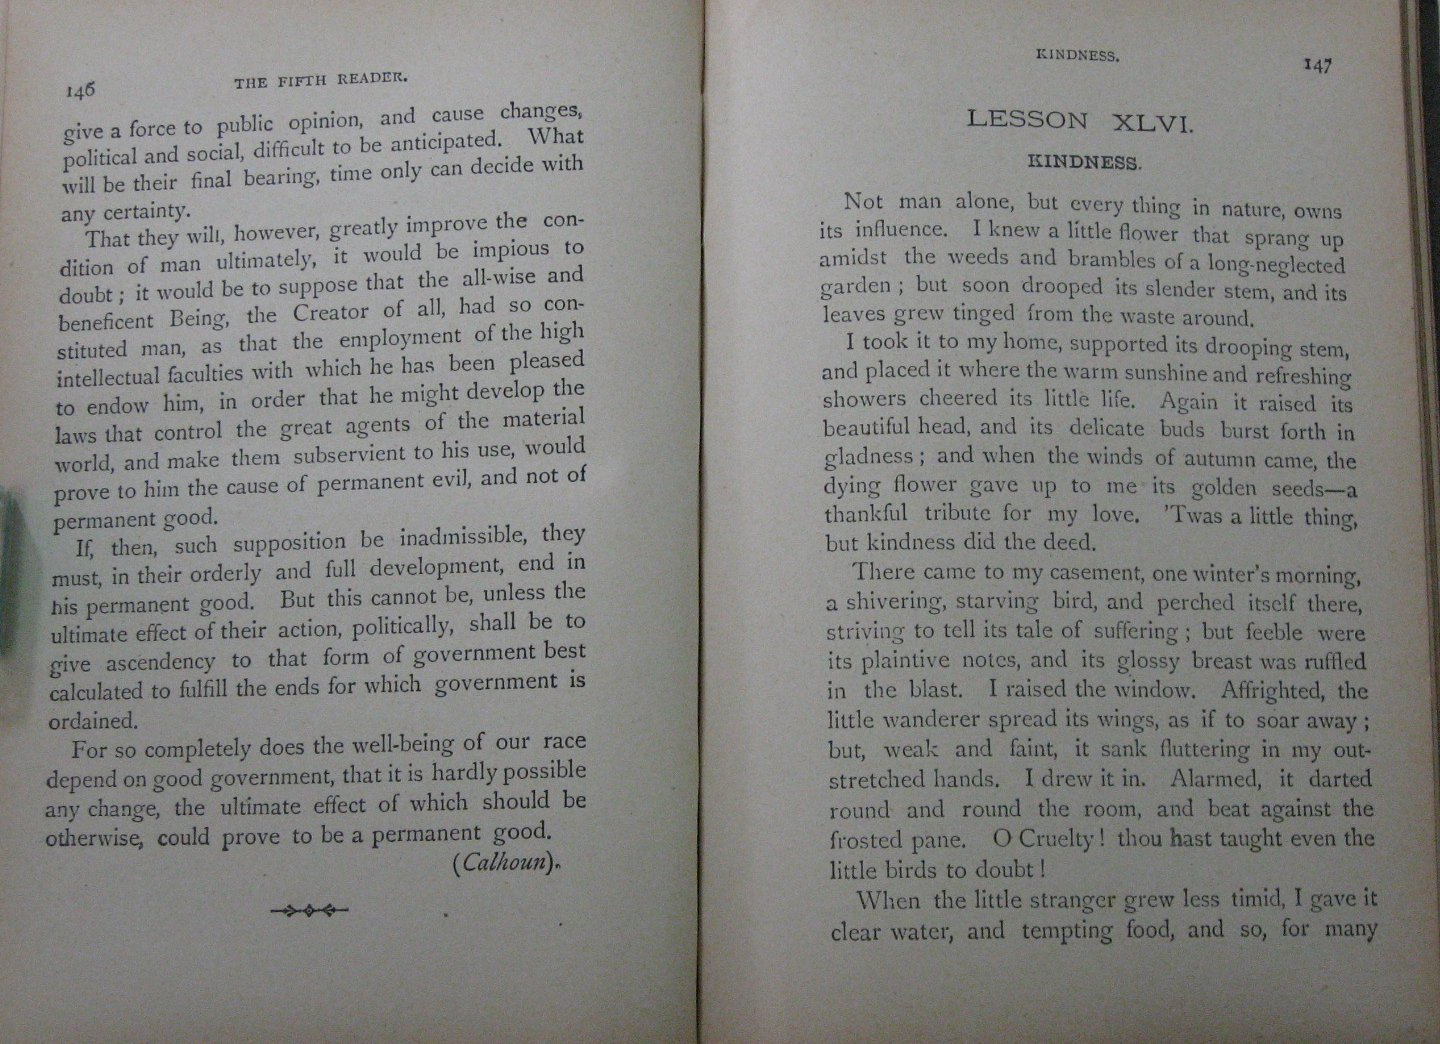 146
THE FIFTH READER.
give a force to public opinion, and cause changes,
political and social, difficult to be anticipated. What
will be their final bearing, time only can decide with
any certainty.
That they will, however, greatly improve the con-
dition of man ultimately, it would be impious to
doubt ; it would be to suppose that the all-wise and
beneficent Being, the Creator of all, had so con-
stituted man, as that the employment of the high
intellectual faculties with which he has been pleased
to endow him, in order that he might develop the
laws that control the great agents of the material
world, and make them subservient to his use, would
prove to him the cause of permanent evil, and not of
permanent good.
If, then, such supposition be inadmissible, they
must, in their orderly and full development, end in
his permanent good. But this cannot be, unless the
ultimate effect of their action, politically, shall be to
give ascendency to that form of government best
calculated to fulfill the ends for which government is
ordained.
For so completely does the well-being of our race
depend on good government, that it is hardly possible
any change, the ultimate effect of which should be
otherwise, could prove to be a permanent good.
(Calhoun).
KINDNESS.
147
LESSON XLVI.
KINDNESS.
Not man alone, but every thing in nature, owns
its influence. I knew a little flower that sprang up
amidst the weeds and brambles of a long-neglected
garden ; but soon drooped its slender stem, and its
leaves grew tinged from the waste around.
I took it to my home, supported its drooping stem,
and placed it where the warm sunshine and refreshing
showers cheered its little life. Again it raised its
beautiful head, and its delicate buds burst forth in
gladness ; and when the winds of autumn came, the
dying flower gave up to me its golden seeds—a
thankful tribute for my love. 'Twas a little thing,
but kindness did the deed.
There came to my casement, one winter's morning,
a shivering, starving bird, and perched itself there,
striving to tell its tale of suffering ; but feeble were
its plaintive notes, and its glossy breast was ruffled
in the blast. I raised the window. Affrighted, the
little wanderer spread its wings, as if to soar away ;
but, weak and faint, it sank fluttering in my out-
stretched hands. I drew it in. Alarmed, it darted
round and round the room, and beat against the
frosted pane. O Cruelty ! thou hast taught even the
little birds to doubt !
When the little stranger grew less timid, I gave it
clear water, and tempting food, and so, for many